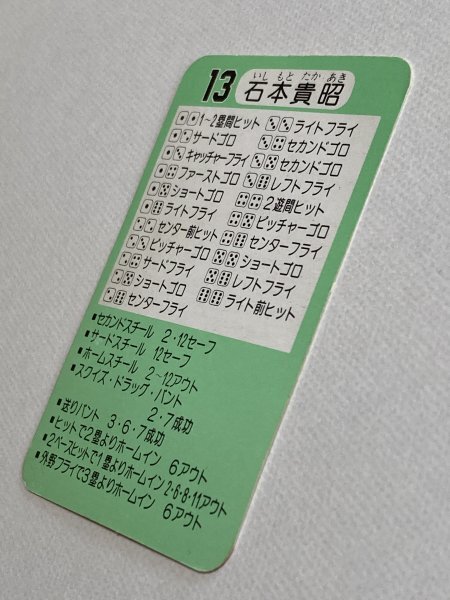 13
いし もと たか あき
石本貴昭
1~2塁間ヒット
サードゴロ
キャッチャーフライ
ファーストゴロ
ショートゴロ
ライトフライ
センター前ヒット
ピッチャーゴロ
サードフライ
ショートゴロ
センターフライ
ライトフライ
セカンドゴロ
セカンドゴロ
レフトフライ
2遊間ヒット
ピッチャーゴロ
センターフライ
ショートゴロ
レフトフライ
ライト前ヒット
■セカンドスチール 2・12セーフ
■サードスチール 12セーフ
■ホームスチール 2~12アウト
■スクイズ・ドラッグ・バント
2・7成功
■送りバント 3・6・7成功
■ヒットで2塁よりホームイン 6アウト
■2ベースヒットで1塁よりホームイン2・6・8・11アウト
■外野フライで3塁よりホームイン 6アウト